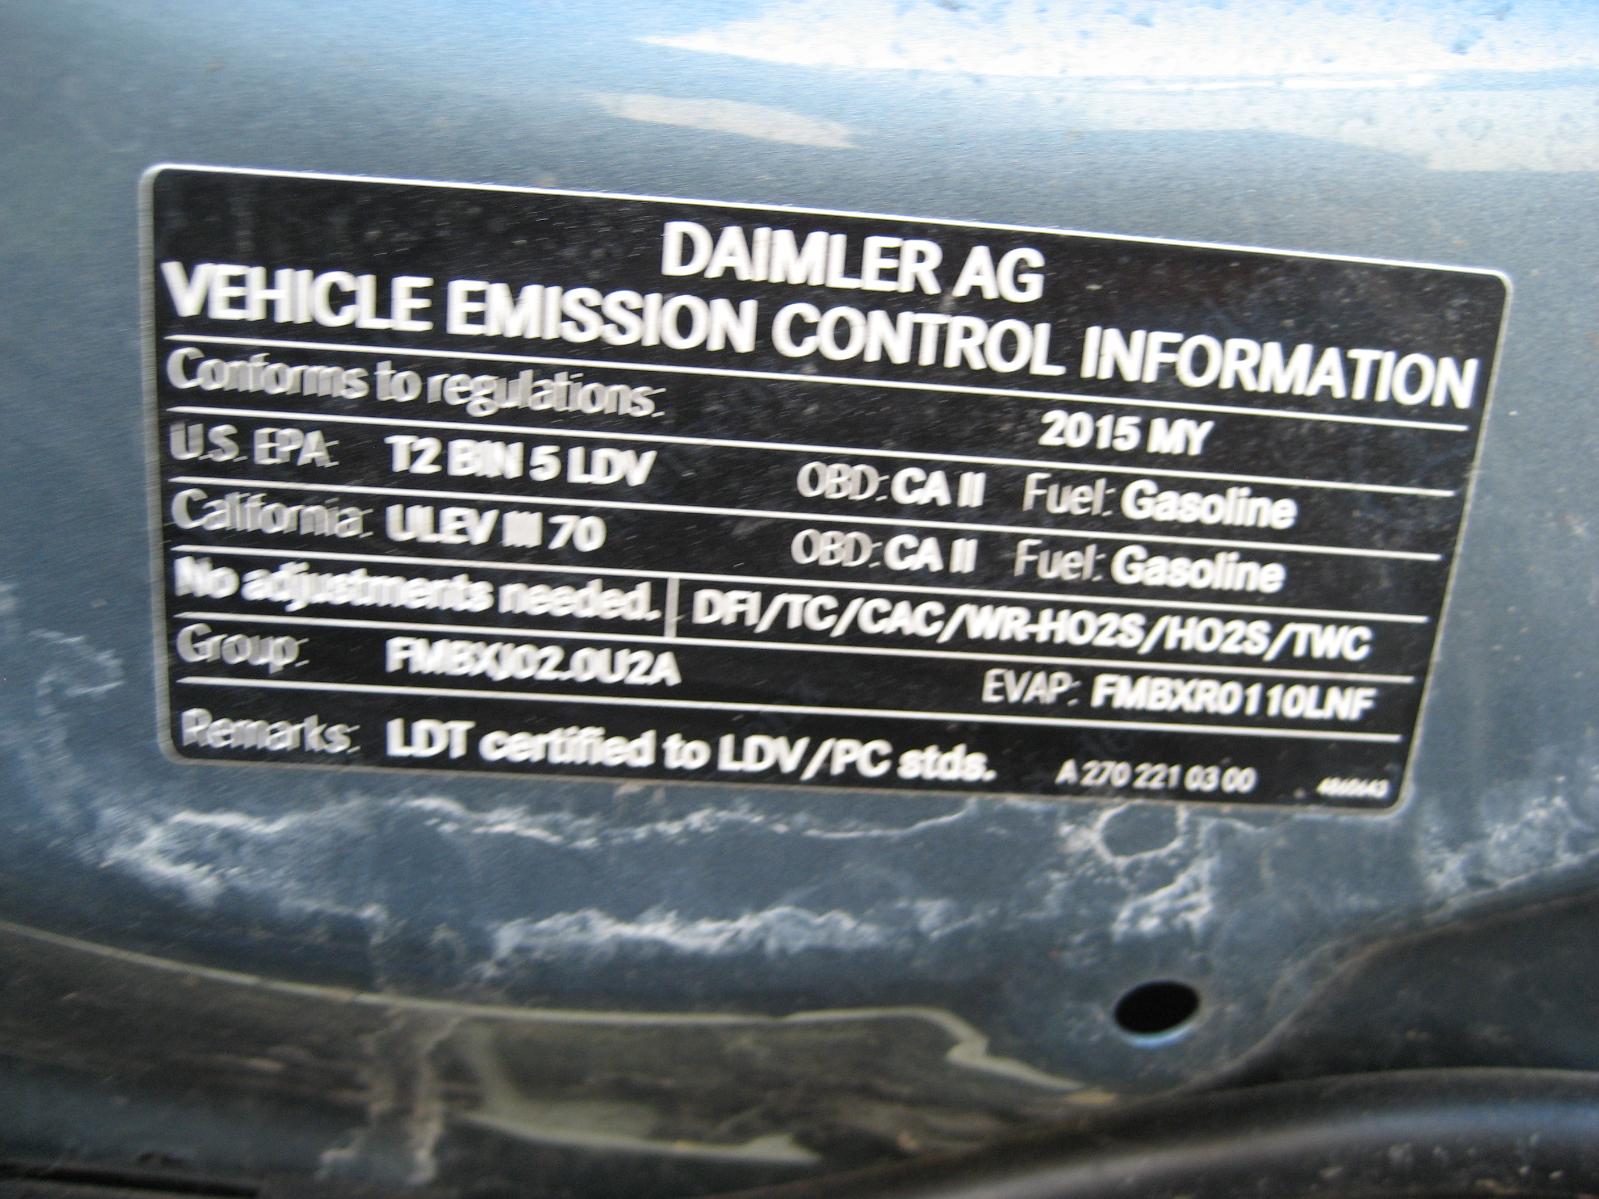 DAIMLER AG
VEHICLE EMISSION CONTROL INFORMATION
Conforms to regulations: 2015 MY
U.S. EPA: T2 BIN 5 LDV OBD: CA II Fuel: Gasoline
California: ULEV III 70 OBD: CA II Fuel: Gasoline
No adjustments needed. DFI/TC/CAC/WR-HO2S/HO2S/TWC
Group: FMBXJ02.0U2A EVAP: FMBXR0110LNF
Remarks: LDT certified to LDV/PC stds. A 270 221 03 00